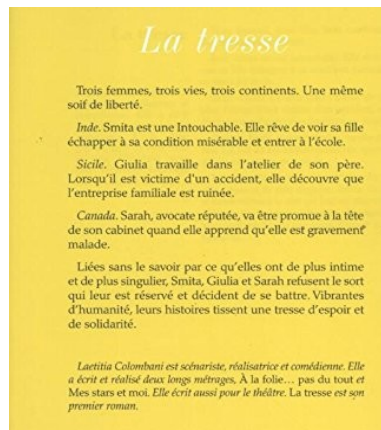 La tresse
Trois femmes, trois vies, trois continents. Une même
soif de liberté.
Inde. Smita est une Intouchable. Elle rêve de voir sa fille
échapper à sa condition misérable et entrer à l'école.
Sicile. Giulia travaille dans l'atelier de son père.
Lorsqu'il est victime d'un accident, elle découvre que
l'entreprise familiale est ruinée.
Canada. Sarah, avocate réputée, va être promue à la tête
de son cabinet quand elle apprend qu'elle est gravement
malade.
Liées sans le savoir par ce qu'elles ont de plus intime
et de plus singulier, Smita, Giulia et Sarah refusent le sort
qui leur est réservé et décident de se battre. Vibrantes
d'humanité, leurs histoires tissent une tresse d'espoir et
de solidarité.
Laetitia Colombani est scénariste, réalisatrice et comédienne. Elle
a écrit et réalisé deux longs métrages, À la folie… pas du tout et
Mes stars et moi. Elle écrit aussi pour le théâtre. La tresse est son
premier roman.